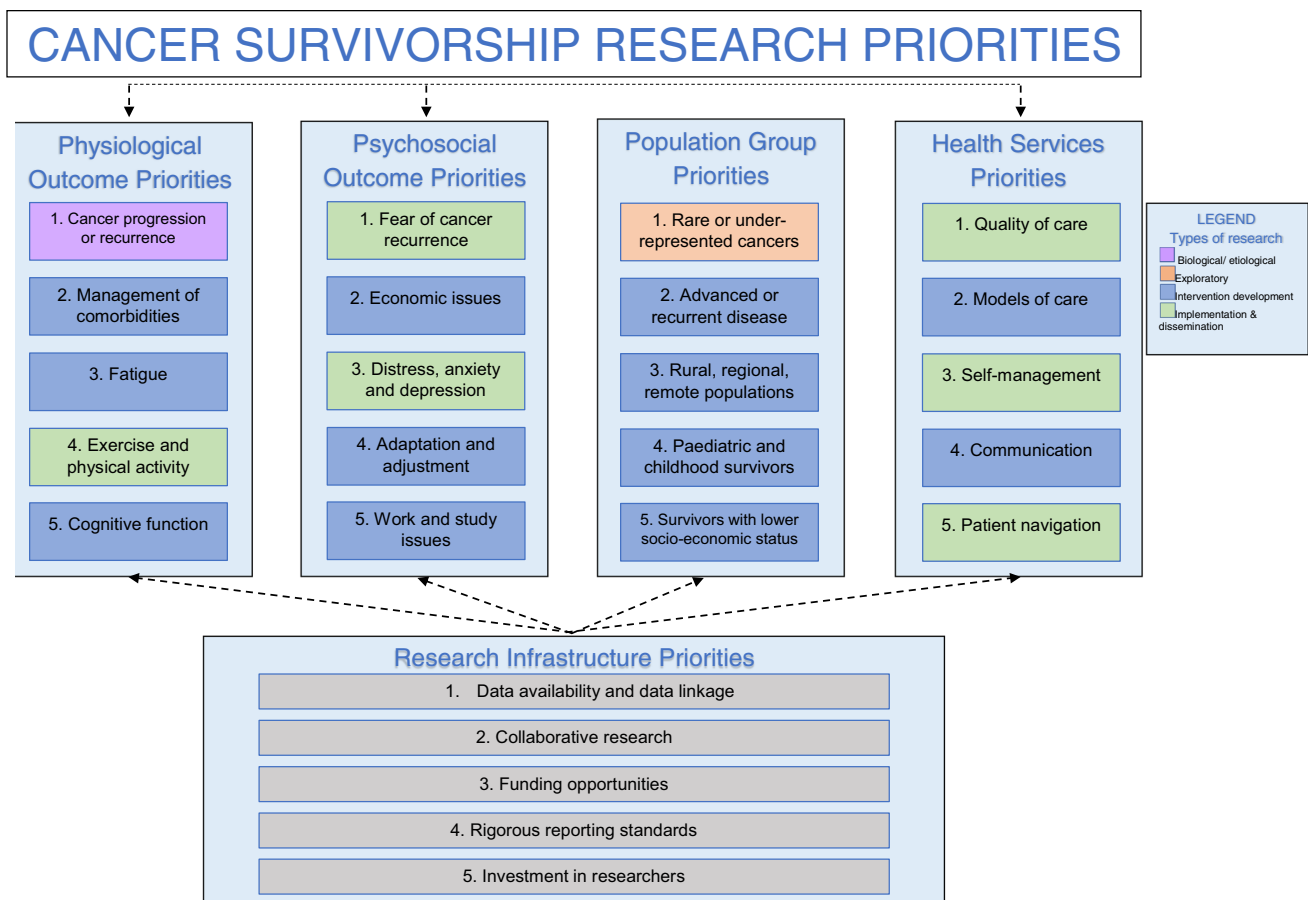 CANCER SURVIVORSHIP RESEARCH PRIORITIES
Physiological
Outcome Priorities
1. Cancer progression
or recurrence
2. Management of
comorbidities
3. Fatigue
4. Exercise and
physical activity
5. Cognitive function
Psychosocial
Outcome Priorities
1. Fear of cancer
recurrence
2. Economic issues
3. Distress, anxiety
and depression
4. Adaptation and
adjustment
5. Work and study
issues
Population Group
Priorities
1. Rare or under-
represented cancers
2. Advanced or
recurrent disease
3. Rural, regional,
remote populations
4. Paediatric and
childhood survivors
5. Survivors with lower
socio-economic status
Health Services
Priorities
1. Quality of care
2. Models of care
3. Self-management
4. Communication
5. Patient navigation
LEGEND
Types of research
Biological/ etiological
Exploratory
Intervention development
Implementation &
dissemination
Research Infrastructure Priorities
1. Data availability and data linkage
2. Collaborative research
3. Funding opportunities
4. Rigorous reporting standards
5. Investment in researchers